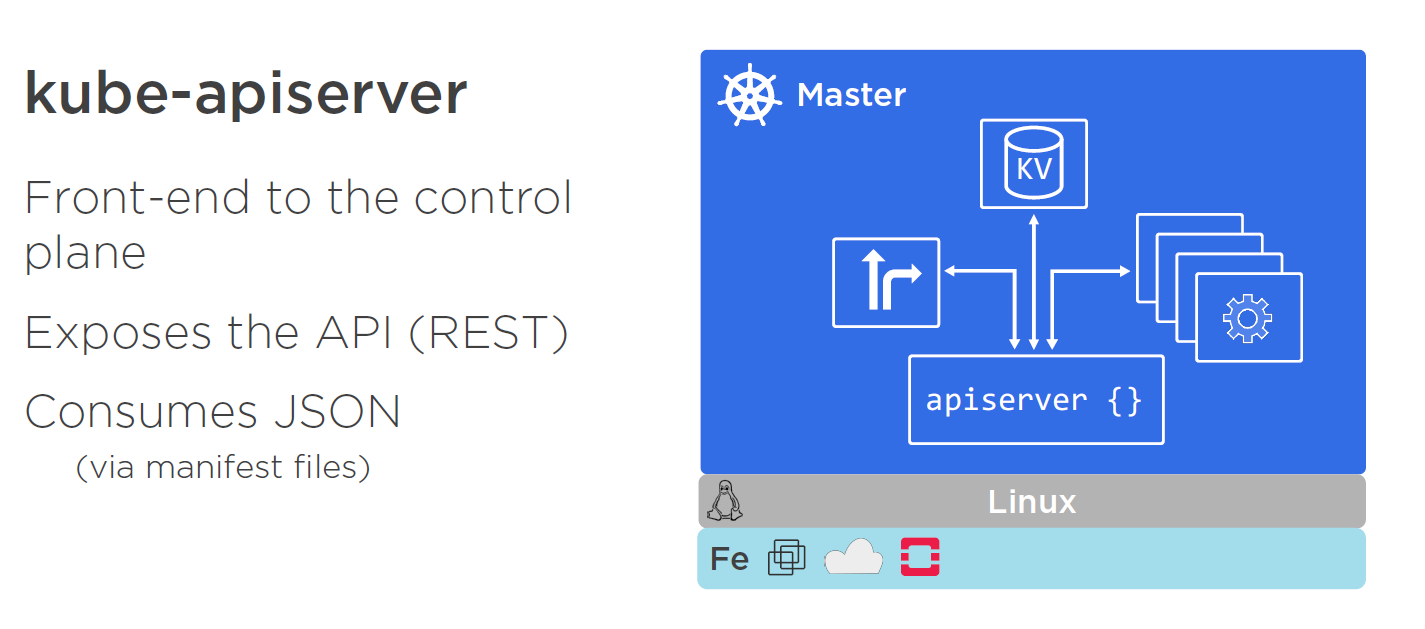 kube-apiserver
Front-end to the control
plane
Exposes the API (REST)
Consumes JSON
(via manifest files)
Master
KV
apiserver {}
Linux
Fe